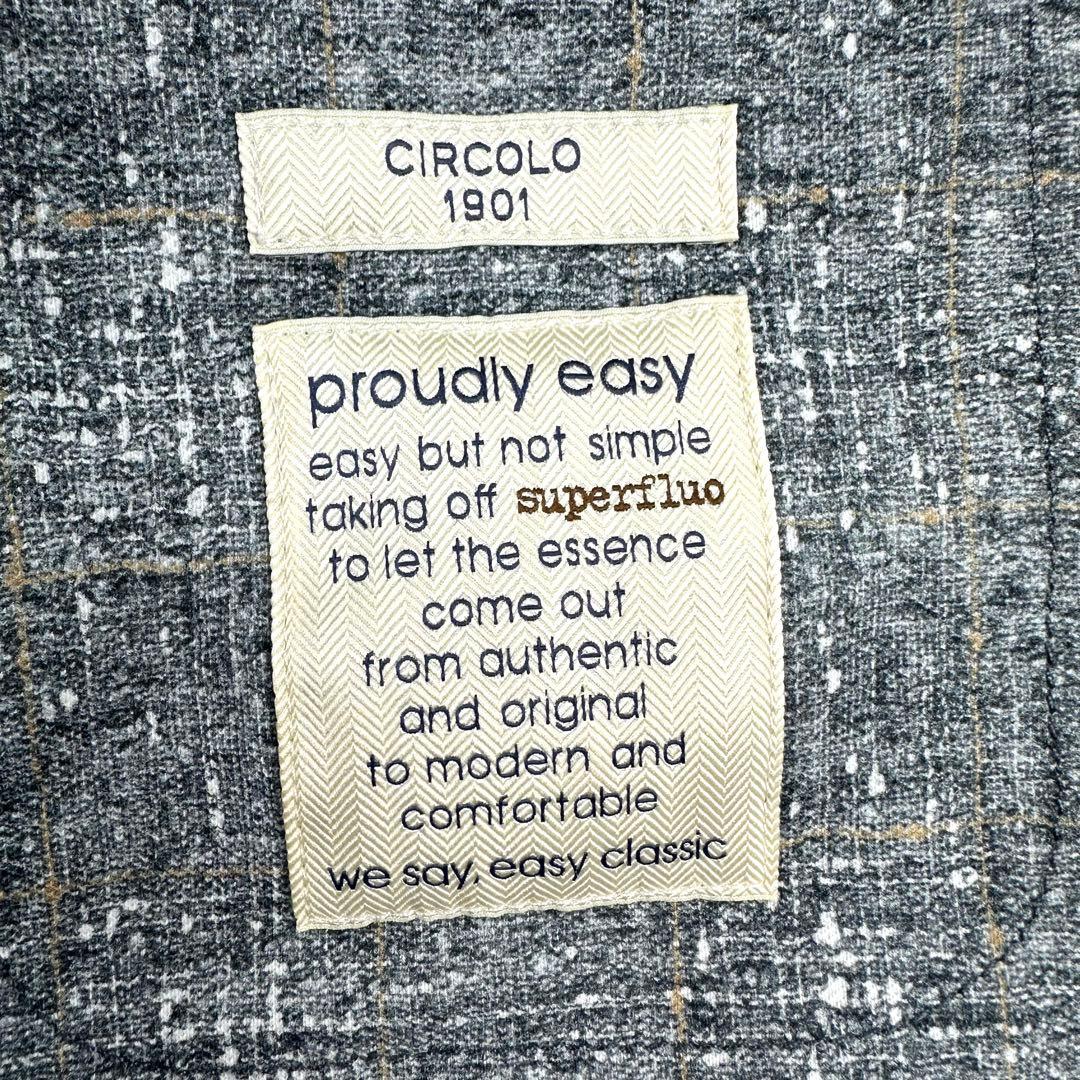 CIRCOLO
1901
proudly easy
easy but not simple
taking off superfluo
to let the essence
come out
from authentic
and original
to modern and
comfortable
we say, easy classic